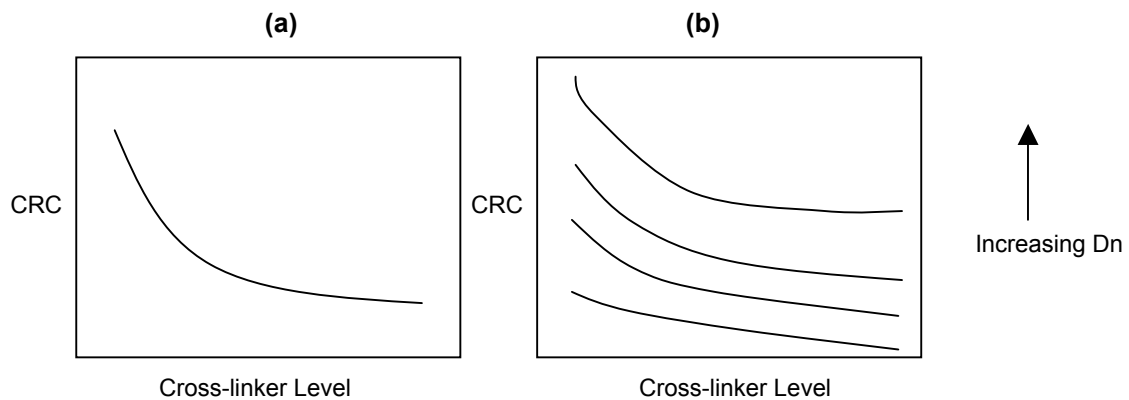 (a)
(b)
CRC
CRC
Increasing Dn
Cross-linker Level
Cross-linker Level